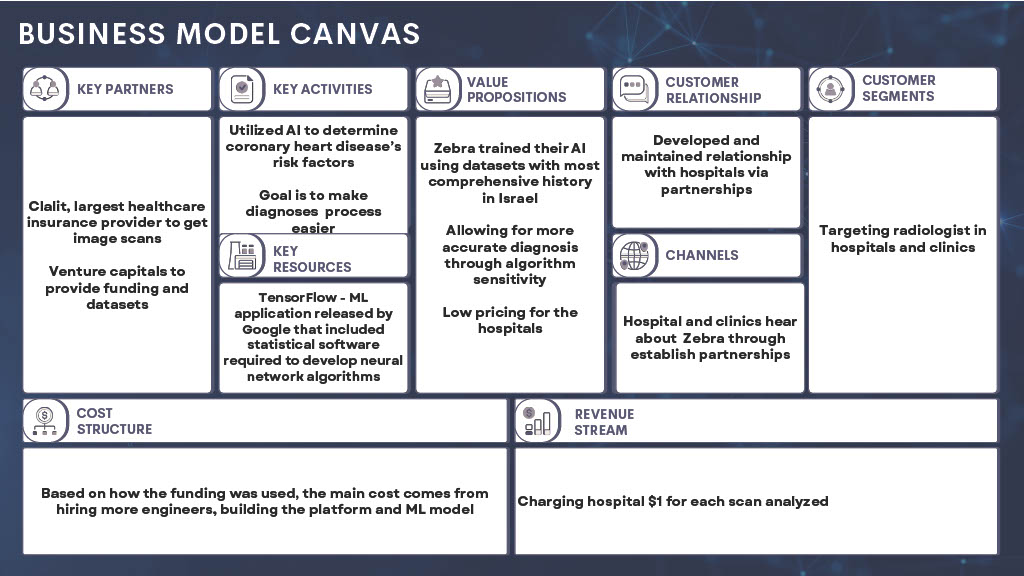 BUSINESS MODEL CANVAS
KEY PARTNERS
Clalit, largest healthcare
insurance provider to get
image scans
Venture capitals to
provide funding and
datasets
KEY ACTIVITIES
Utilized AI to determine
coronary heart disease's
risk factors
Goal is to make
diagnoses process
easier
KEY
RESOURCES
TensorFlow - ML
application released by
Google that included
statistical software
required to develop neural
network algorithms
VALUE
PROPOSITIONS
Zebra trained their AI
using datasets with most
comprehensive history
in Israel
Allowing for more
accurate diagnosis
through algorithm
sensitivity
Low pricing for the
hospitals
CUSTOMER
RELATIONSHIP
Developed and
maintained relationship
with hospitals via
partnerships
CHANNELS
Hospital and clinics hear
about Zebra through
establish partnerships
CUSTOMER
SEGMENTS
Targeting radiologist in
hospitals and clinics
COST
STRUCTURE
Based on how the funding was used, the main cost comes from
hiring more engineers, building the platform and ML model
REVENUE
STREAM
Charging hospital $1 for each scan analyzed